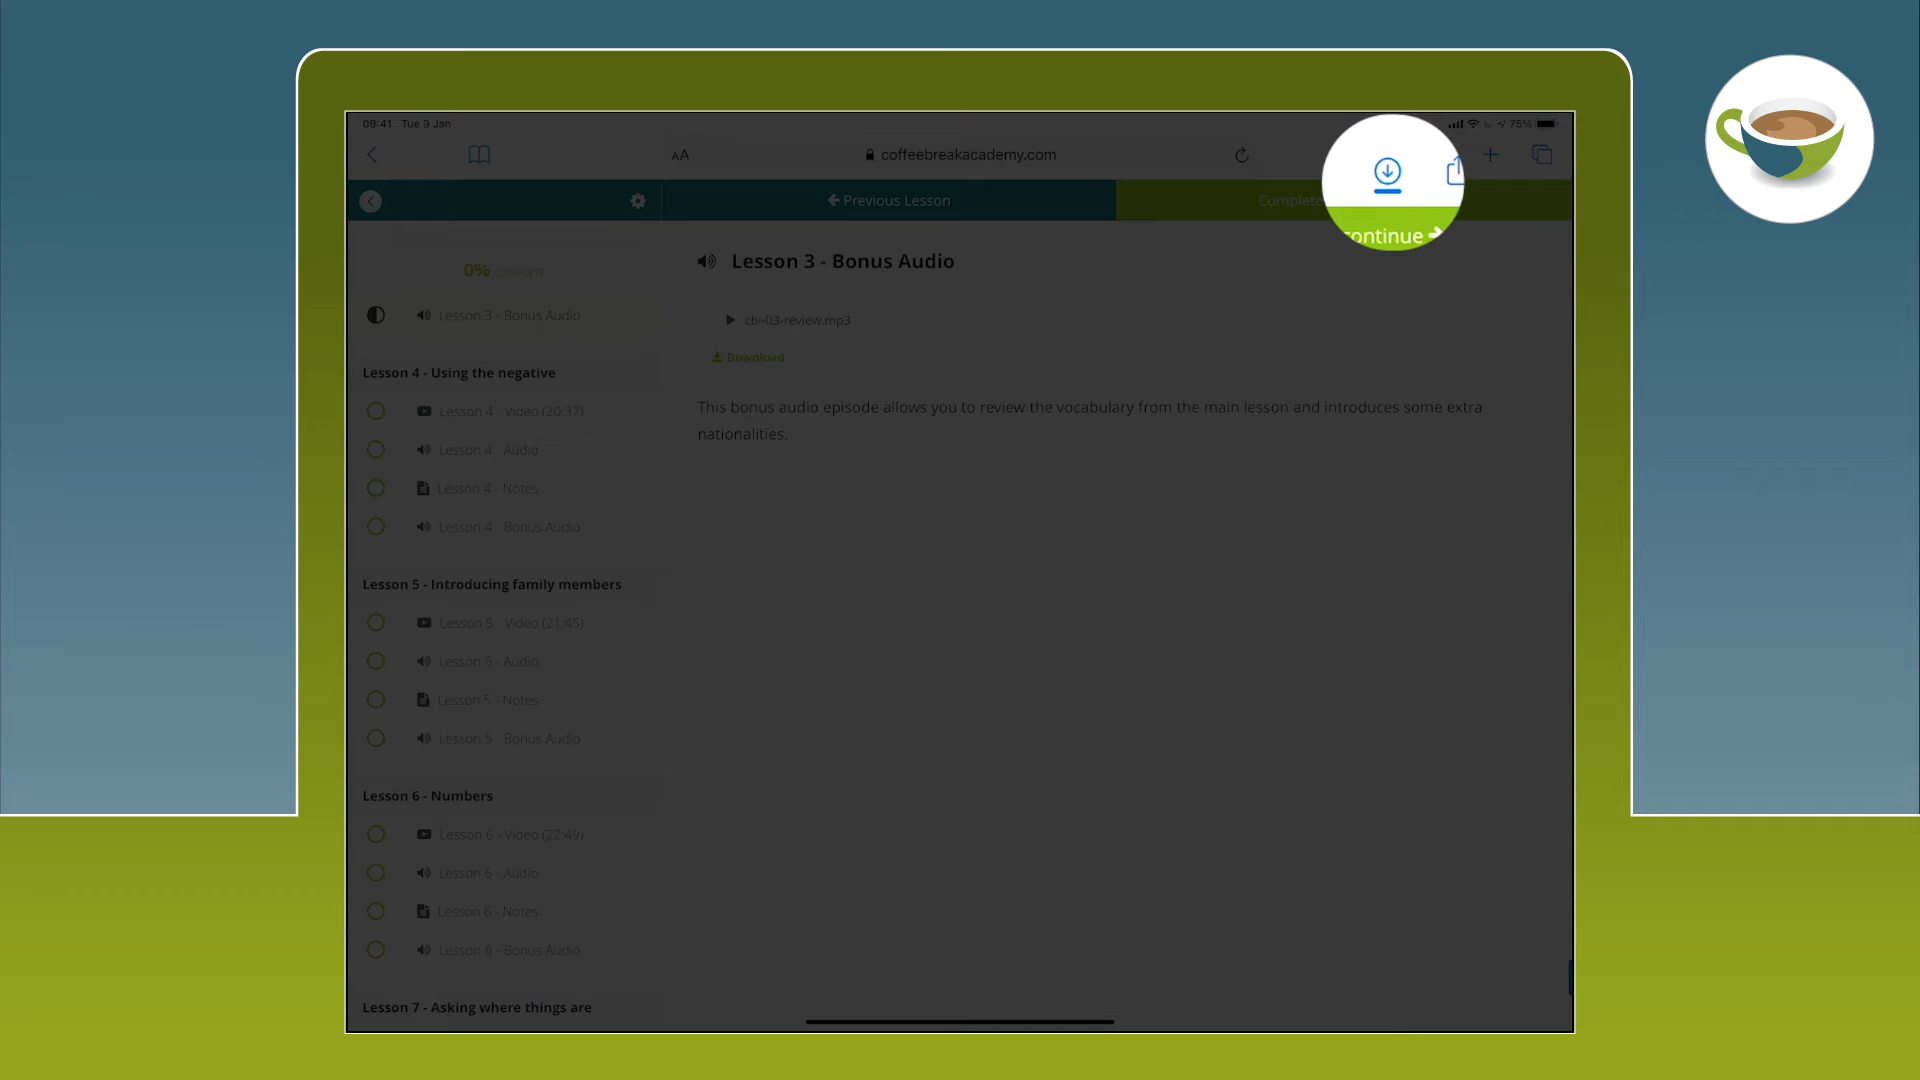 09:41 Tue 9 Jan
75%
AA
coffeebreakacademy.com
Previous Lesson
Complete
continue
0% COMPLETE
Lesson 3 - Bonus Audio
Lesson 4 - Using the negative
Lesson 4 - Video (20:37)
Lesson 4 - Audio
Lesson 4 - Notes
Lesson 4 - Bonus Audio
Lesson 5 - Introducing family members
Lesson 5 - Video (21:45)
Lesson 5 - Audio
Lesson 5 - Notes
Lesson 5 - Bonus Audio
Lesson 6 - Numbers
Lesson 6 - Video (22:49)
Lesson 6 - Audio
Lesson 6 - Notes
Lesson 6 - Bonus Audio
Lesson 7 - Asking where things are
Lesson 3 - Bonus Audio
cbi-03-review.mp3
Download
This bonus audio episode allows you to review the vocabulary from the main lesson and introduces some extra
nationalities.